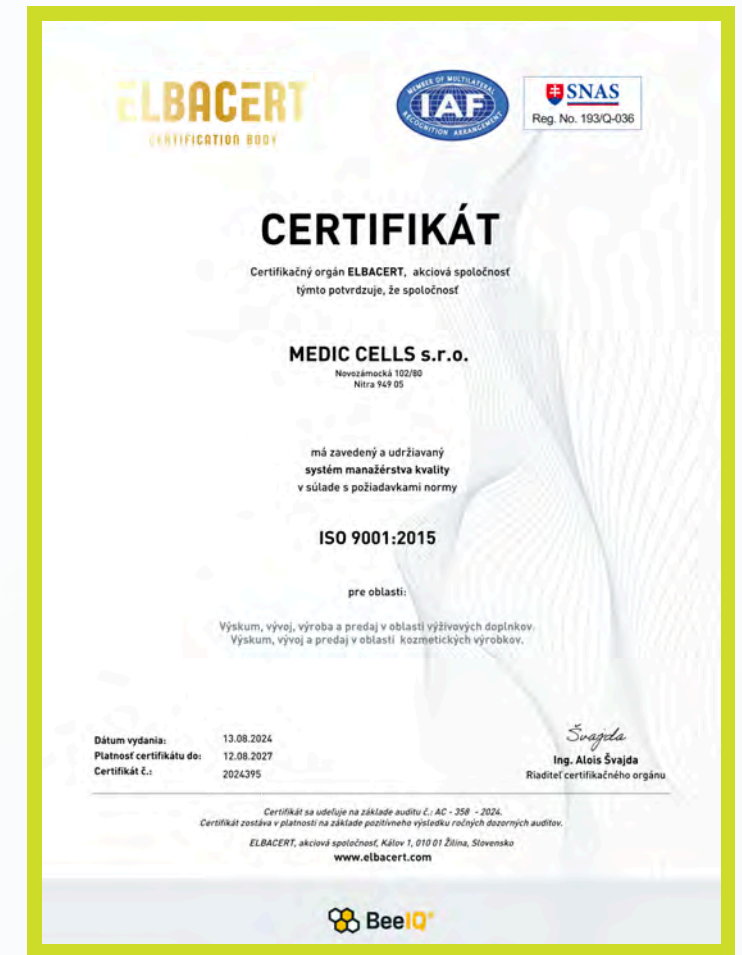 ELBACERT
CERTIFICATION BODY
MEMBER OF MULTILATERAL
IAF
RECOGNITION ARRANGEMENT
SNAS
Reg. No. 193/Q-036
CERTIFIKÁT
Certifikačný orgán ELBACERT, akciová spoločnosť
týmto potvrdzuje, že spoločnosť
MEDIC CELLS s.r.o.
Novozámocká 102/80
Nitra 949 05
má zavedený a udržiavaný
systém manažérstva kvality
v súlade s požiadavkami normy
ISO 9001:2015
pre oblasti:
Výskum, vývoj, výroba a predaj v oblasti výživových doplnkov.
Výskum, vývoj a predaj v oblasti kozmetických výrobkov.
Dátum vydania: 13.08.2024
Platnosť certifikátu do: 12.08.2027
Certifikát č.: 2024395
Švajda
Ing. Alois Švajda
Riaditeľ certifikačného orgánu
Certifikát sa udeľuje na základe auditu č.: AC - 358 - 2024.
Certifikát zostáva v platnosti na základe pozitívneho výsledku ročných dozorných auditov.
ELBACERT, akciová spoločnosť, Kálov 1, 010 01 Žilina, Slovensko
www.elbacert.com
BeeIQ